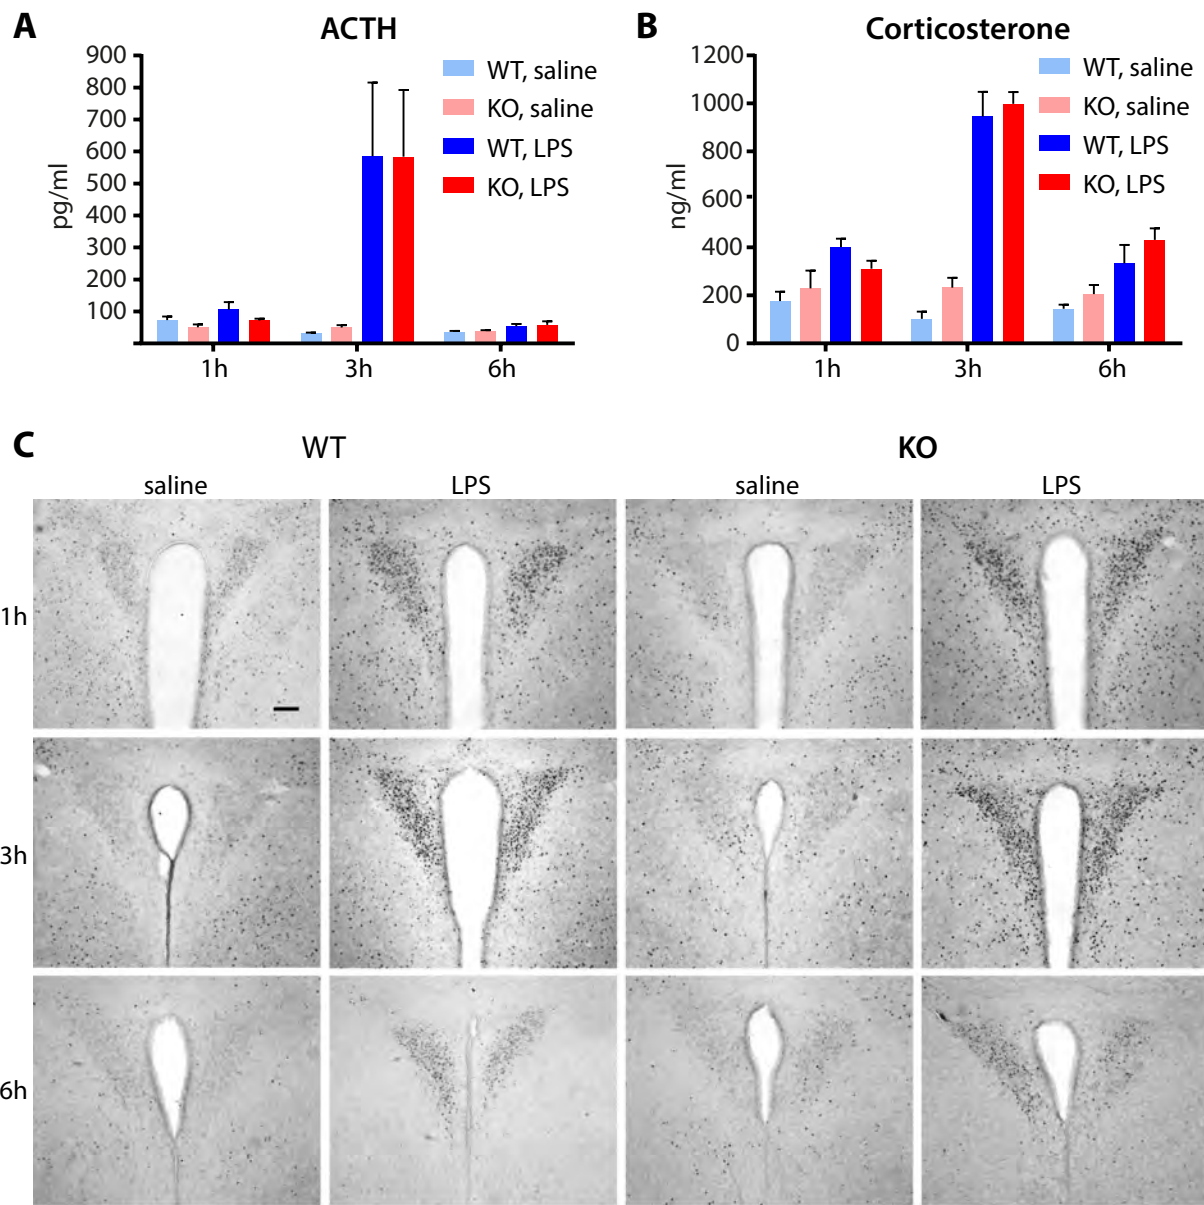 A
ACTH
900
800
700
600
500
400
300
200
100
pg/ml
1h
3h
6h
WT, saline
KO, saline
WT, LPS
KO, LPS
B
Corticosterone
1200
1000
800
600
400
200
0
ng/ml
1h
3h
6h
WT, saline
KO, saline
WT, LPS
KO, LPS
C
WT
KO
saline
LPS
saline
LPS
1h
3h
6h